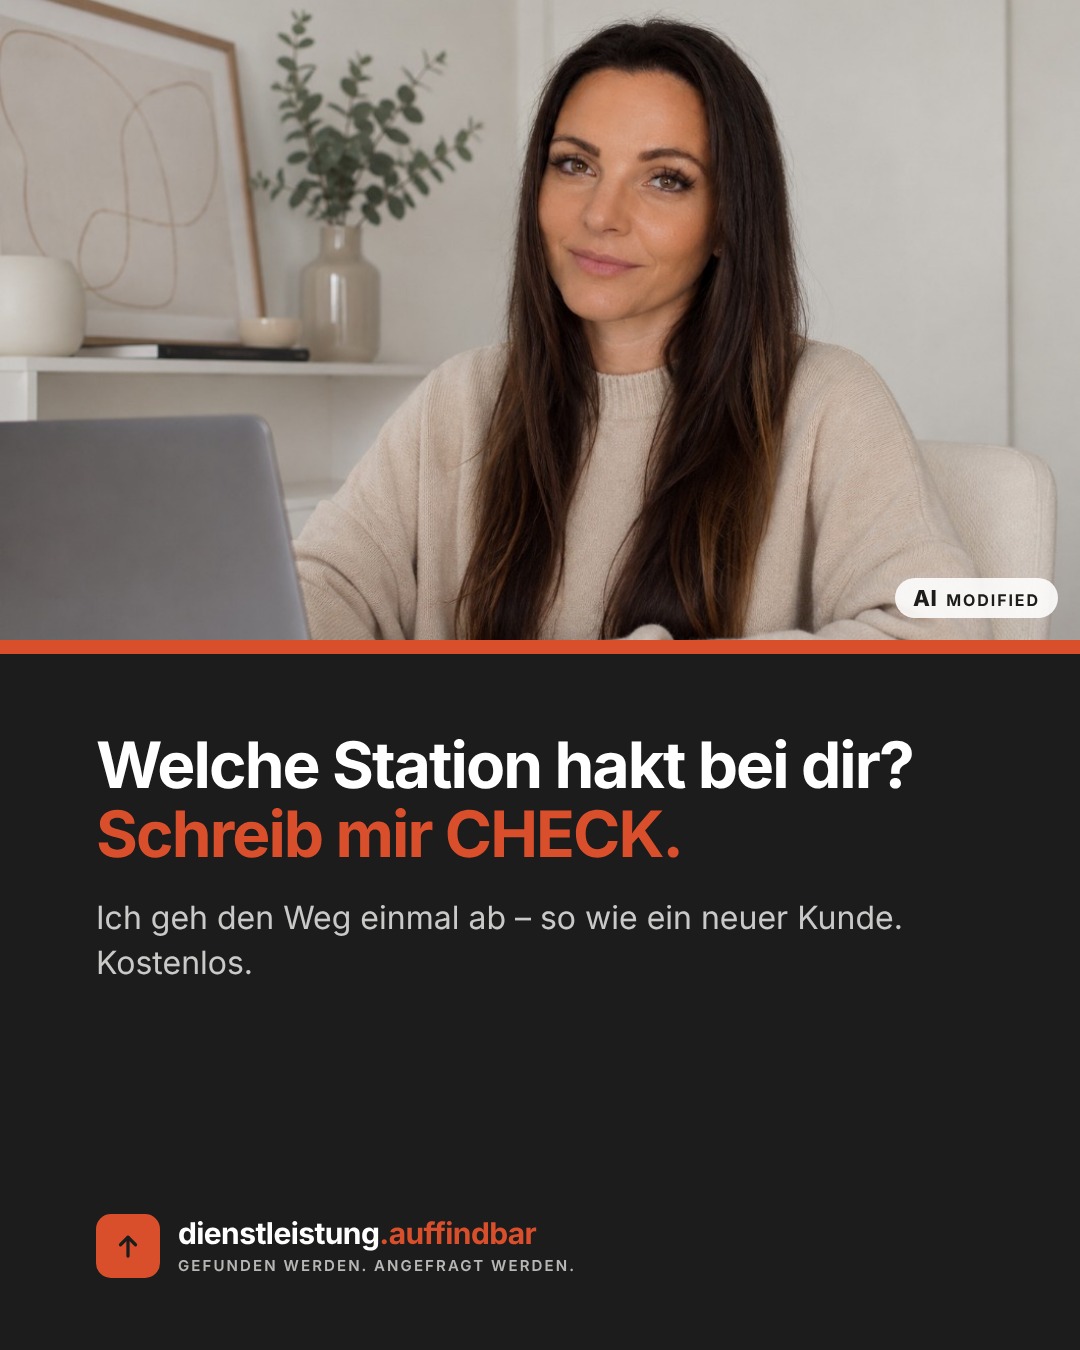 AI MODIFIED
Welche Station hakt bei dir?
Schreib mir CHECK.
Ich geh den Weg einmal ab – so wie ein neuer Kunde.
Kostenlos.
dienstleistung.auffindbar
GEFUNDEN WERDEN. ANGEFRAGT WERDEN.